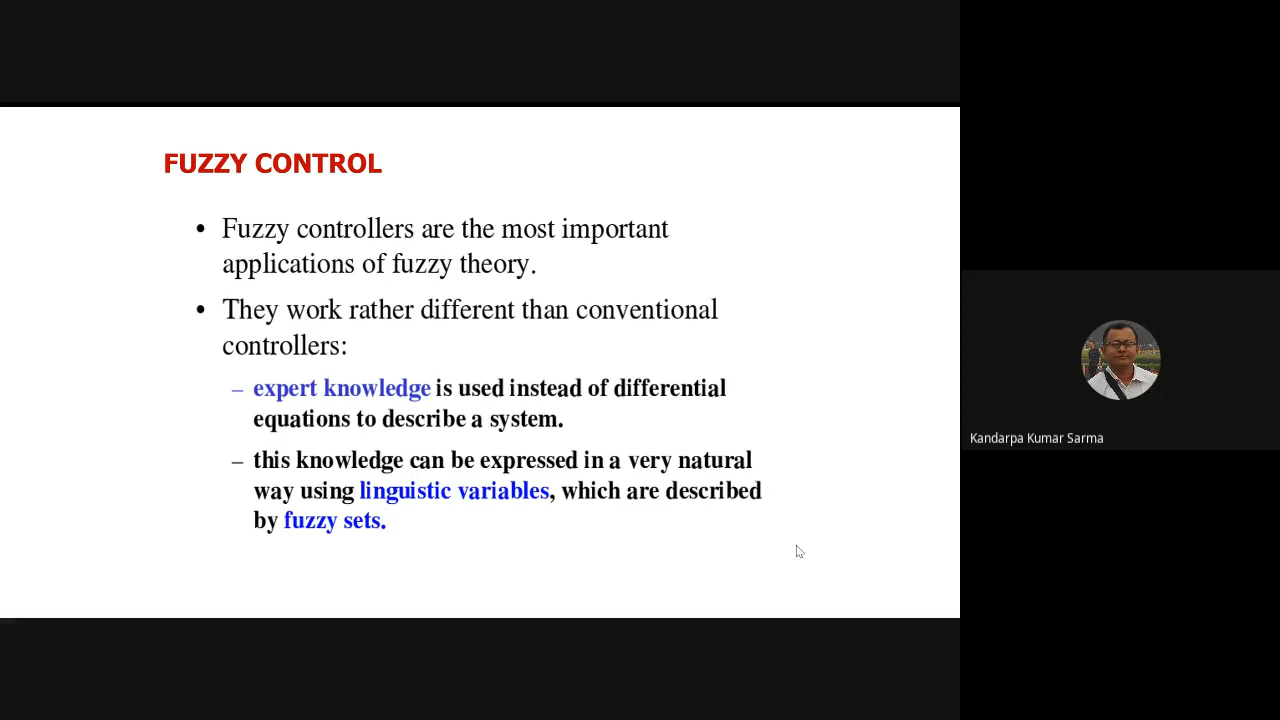 FUZZY CONTROL
• Fuzzy controllers are the most important
applications of fuzzy theory.
• They work rather different than conventional
controllers:
– expert knowledge is used instead of differential
equations to describe a system.
– this knowledge can be expressed in a very natural
way using linguistic variables, which are described
by fuzzy sets.
Kandarpa Kumar Sarma